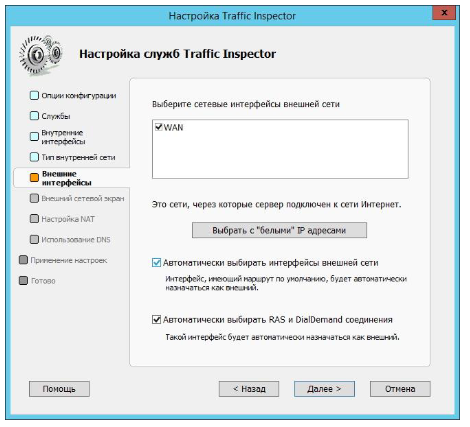 Настройка Traffic Inspector
x
Настройка служб Traffic Inspector
Опции конфигурации
Службы
Внутренние
интерфейсы
Тип внутренней сети
Внешние
интерфейсы
Внешний сетевой экран
Настройка NAT
Использование DNS
Применение настроек
Готово
Выберите сетевые интерфейсы внешней сети
WAN
Это сети, через которые сервер подключен к сети Интернет.
Выбрать с "белыми" IP адресами
Автоматически выбирать интерфейсы внешней сети
Интерфейс, имеющий маршрут по умолчанию, будет автоматически
назначаться как внешний.
Автоматически выбирать RAS и DialDemand соединения
Такой интерфейс будет автоматически назначаться как внешний.
Помощь
< Назад
Далее >
Отмена